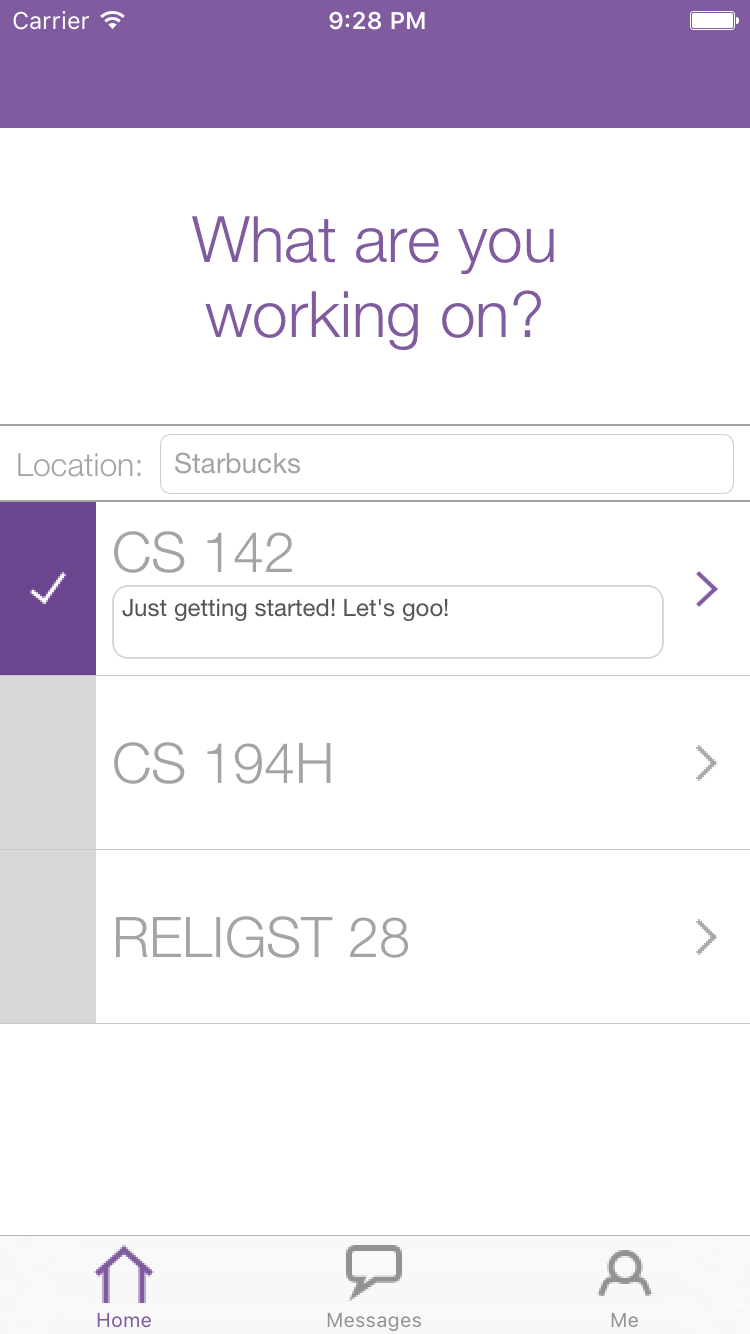 Carrier 9:28 PM
What are you
working on?
Location: Starbucks
CS 142
Just getting started! Let's goo!
CS 194H
RELIGST 28
Home Messages Me